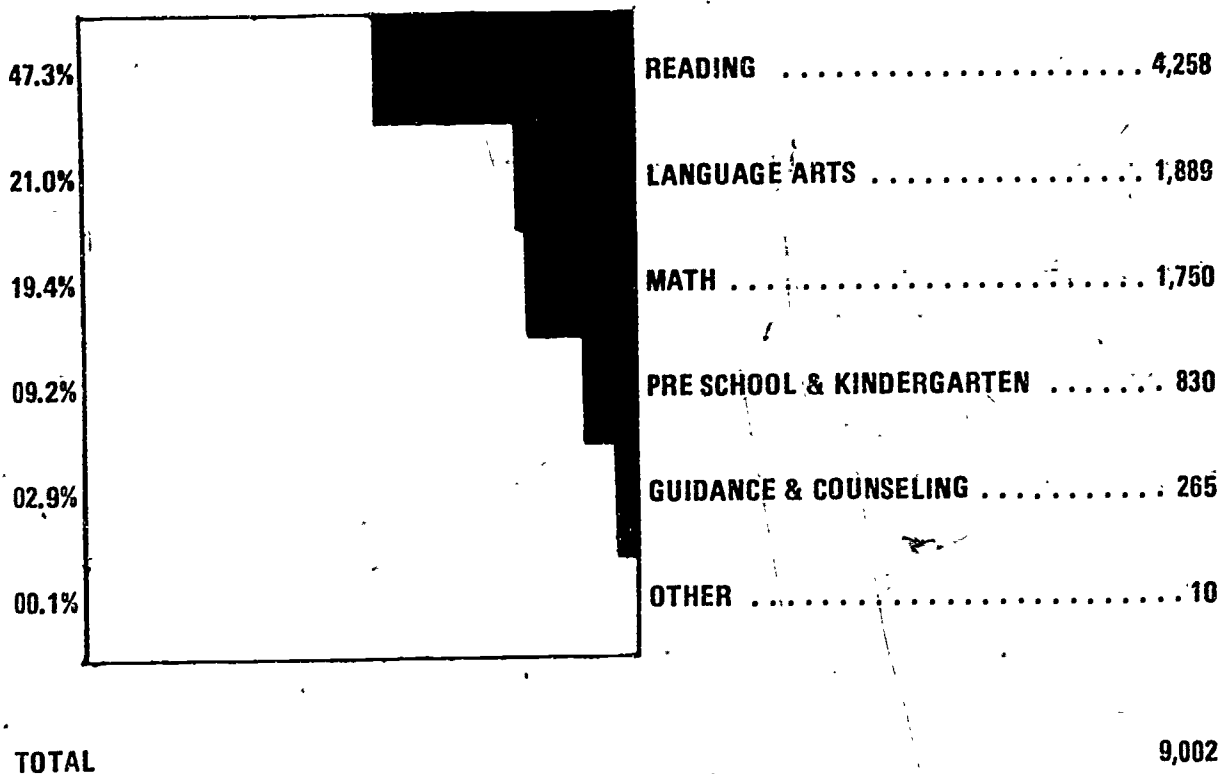 47.3% READING ..................... 4,258
21.0% LANGUAGE ARTS ................ 1,889
19.4% MATH ........................ 1,750
09.2% PRE SCHOOL & KINDERGARTEN ....... 830
02.9% GUIDANCE & COUNSELING ........... 265
00.1% OTHER ......................... 10
TOTAL 9,002